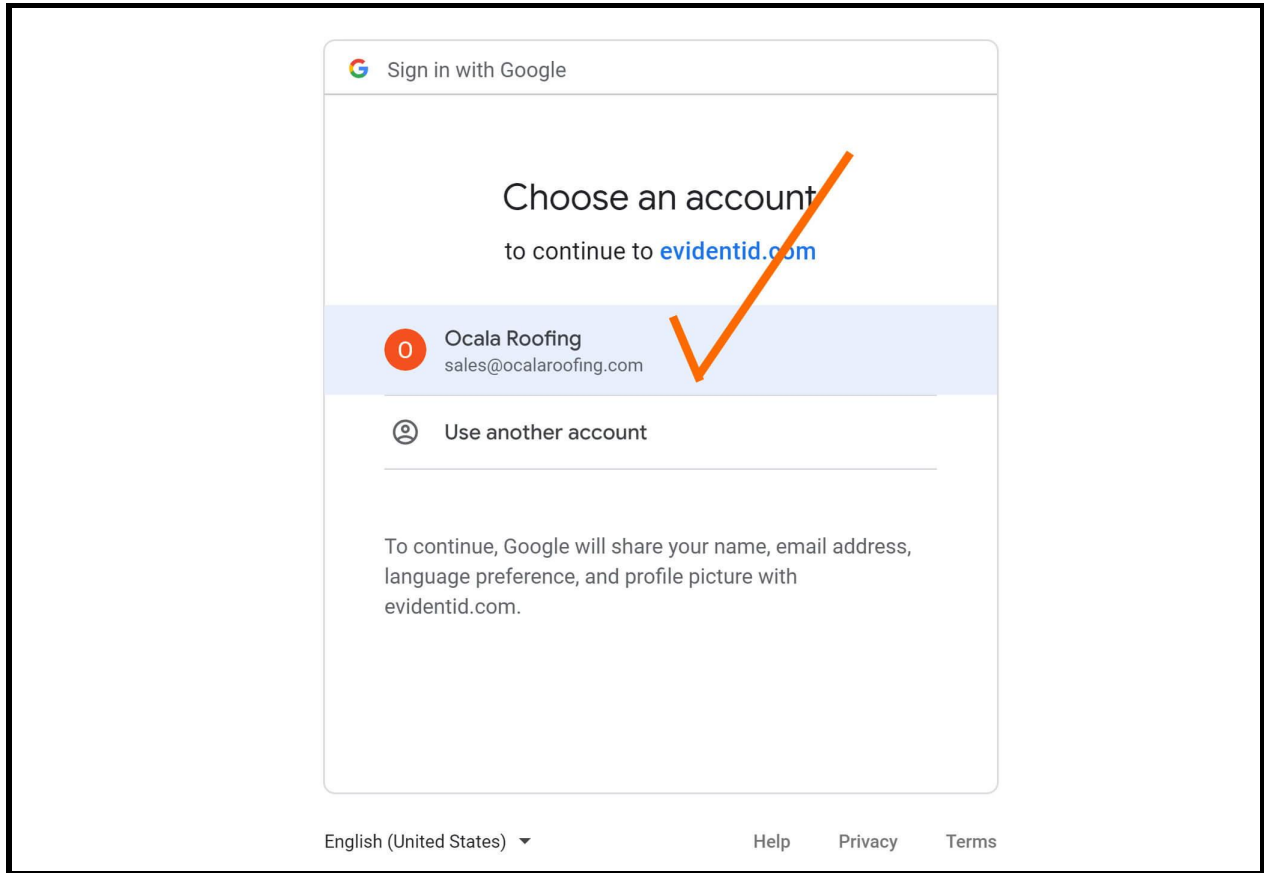 Sign in with Google
Choose an account
to continue to evidentid.com
O
Ocala Roofing
sales@ocalaroofing.com
Use another account
To continue, Google will share your name, email address,
language preference, and profile picture with
evidentid.com.
English (United States)
Help Privacy Terms